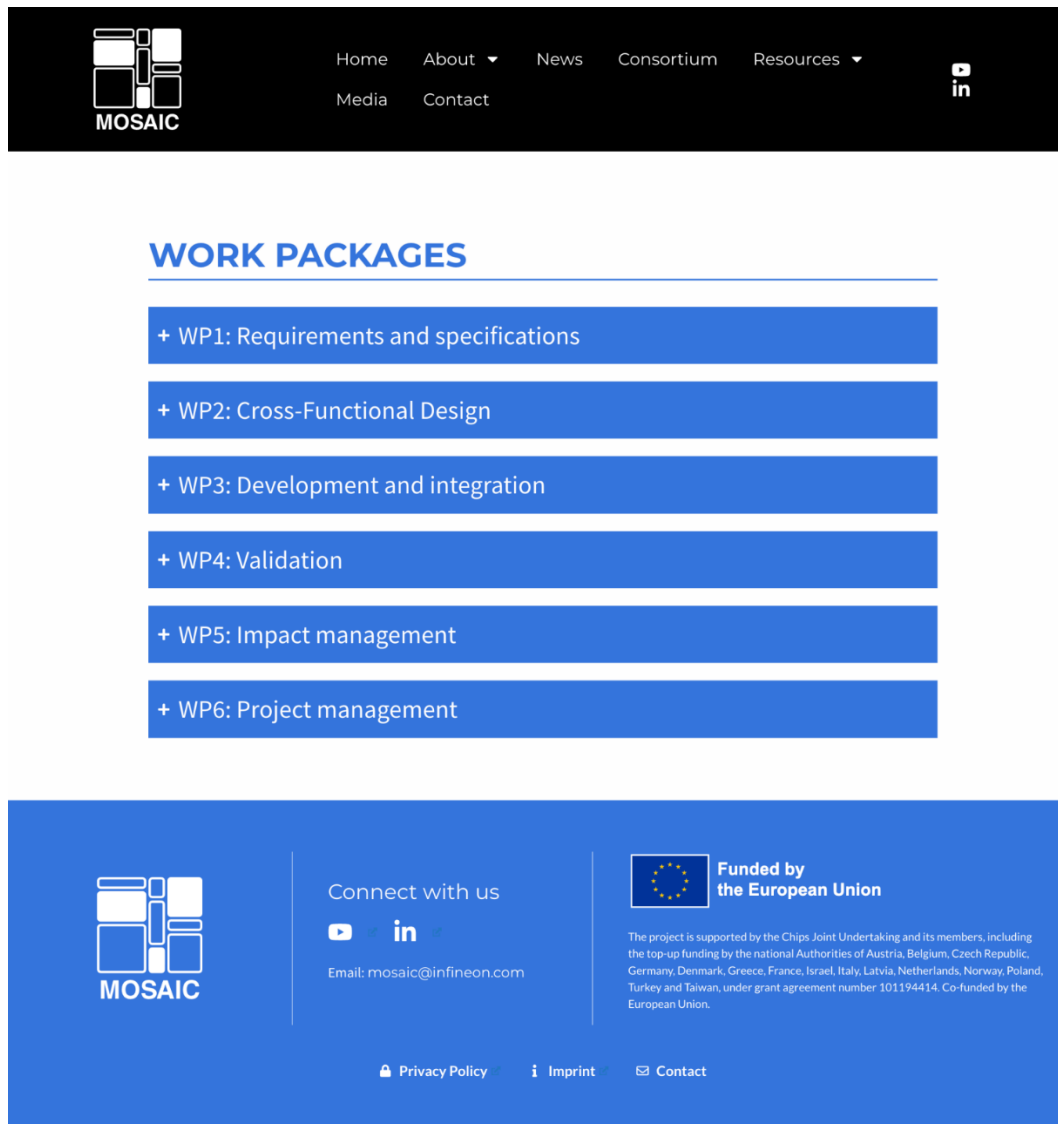 MOSAIC
Home About News Consortium Resources
Media Contact
in
WORK PACKAGES
+ WP1: Requirements and specifications
+ WP2: Cross-Functional Design
+ WP3: Development and integration
+ WP4: Validation
+ WP5: Impact management
+ WP6: Project management
MOSAIC
Connect with us
in
Email: mosaic@infineon.com
Funded by
the European Union
The project is supported by the Chips Joint Undertaking and its members, including
the top-up funding by the national Authorities of Austria, Belgium, Czech Republic,
Germany, Denmark, Greece, France, Israel, Italy, Latvia, Netherlands, Norway, Poland,
Turkey and Taiwan, under grant agreement number 101194414. Co-funded by the
European Union.
Privacy Policy Imprint Contact